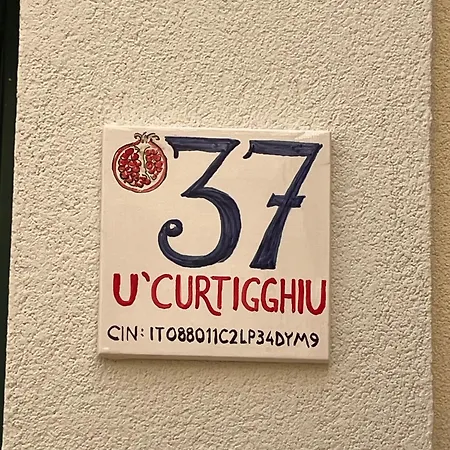 37
U`CURTIGGHIU
CIN: IT088011C2LP34DYM9